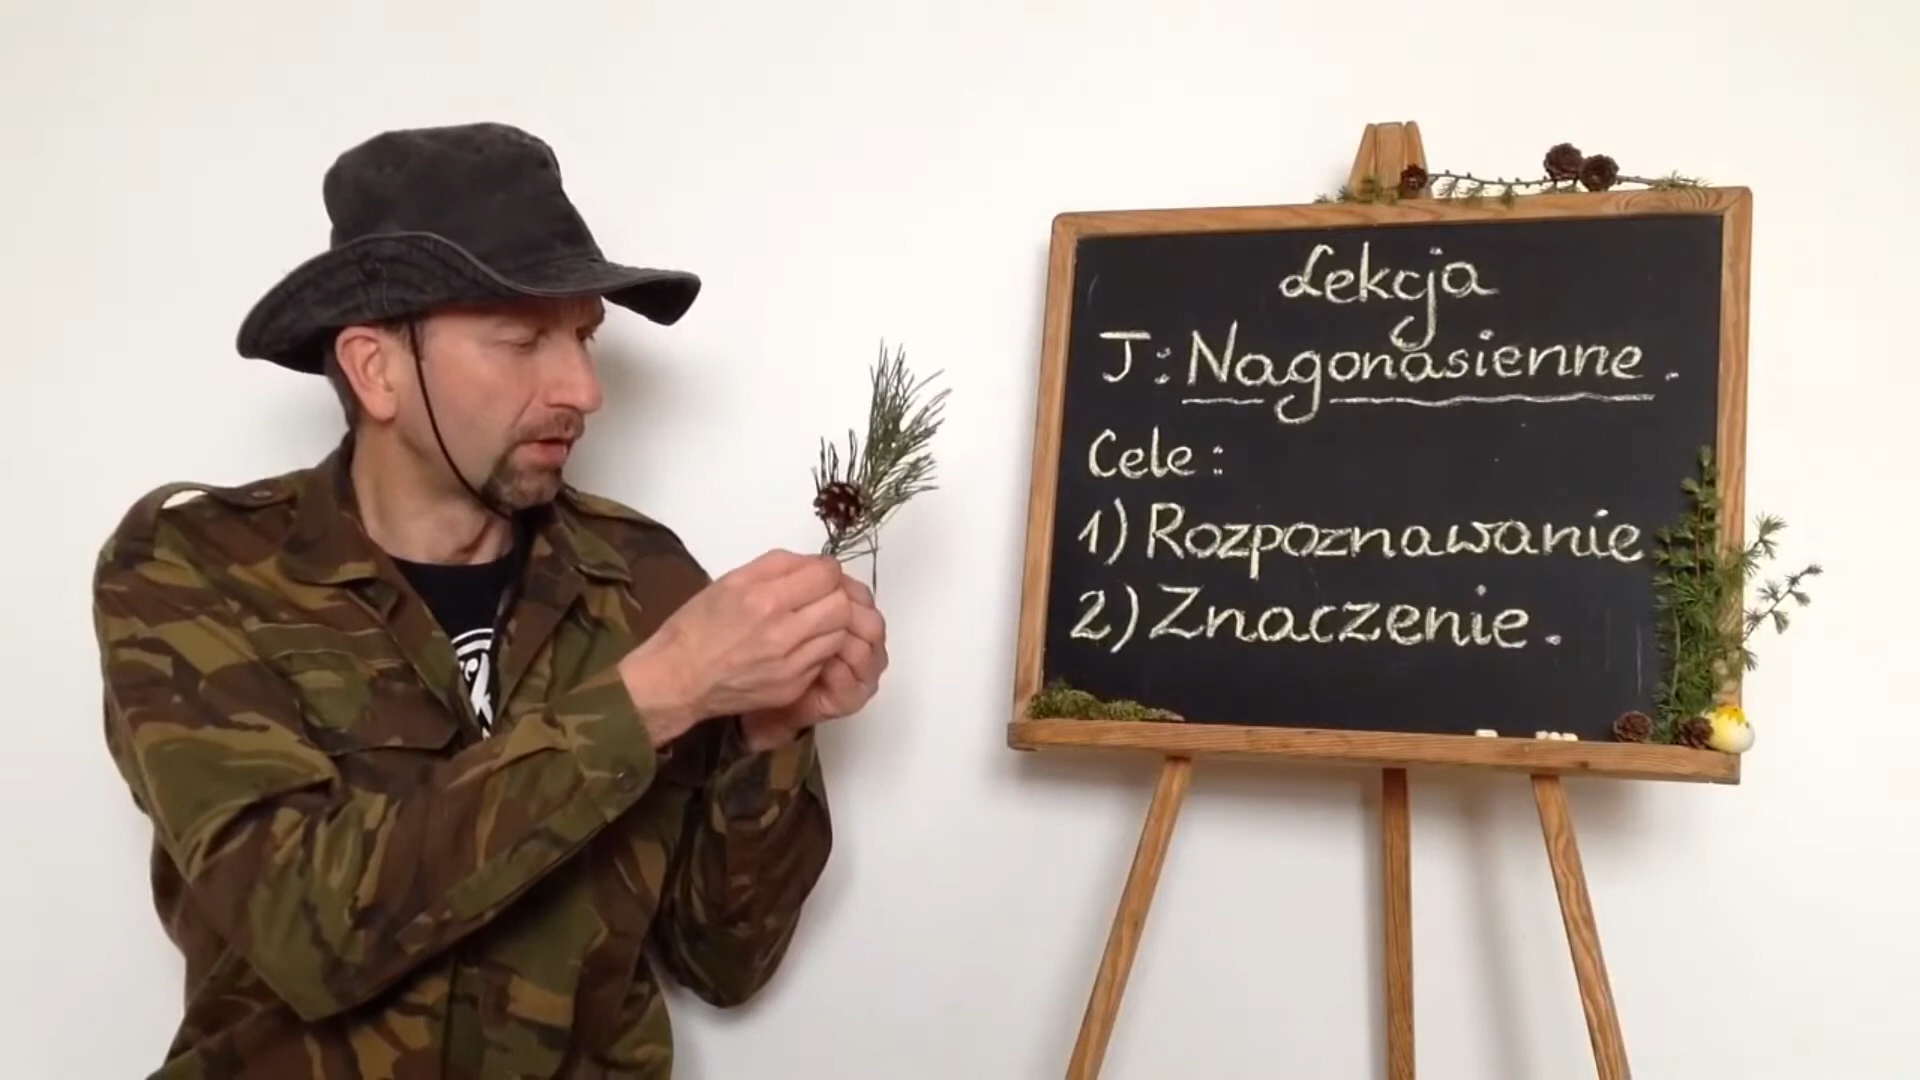 Lekcja
T: Nagonasienne.
Cele:
1) Rozpoznawanie
2) Znaczenie.